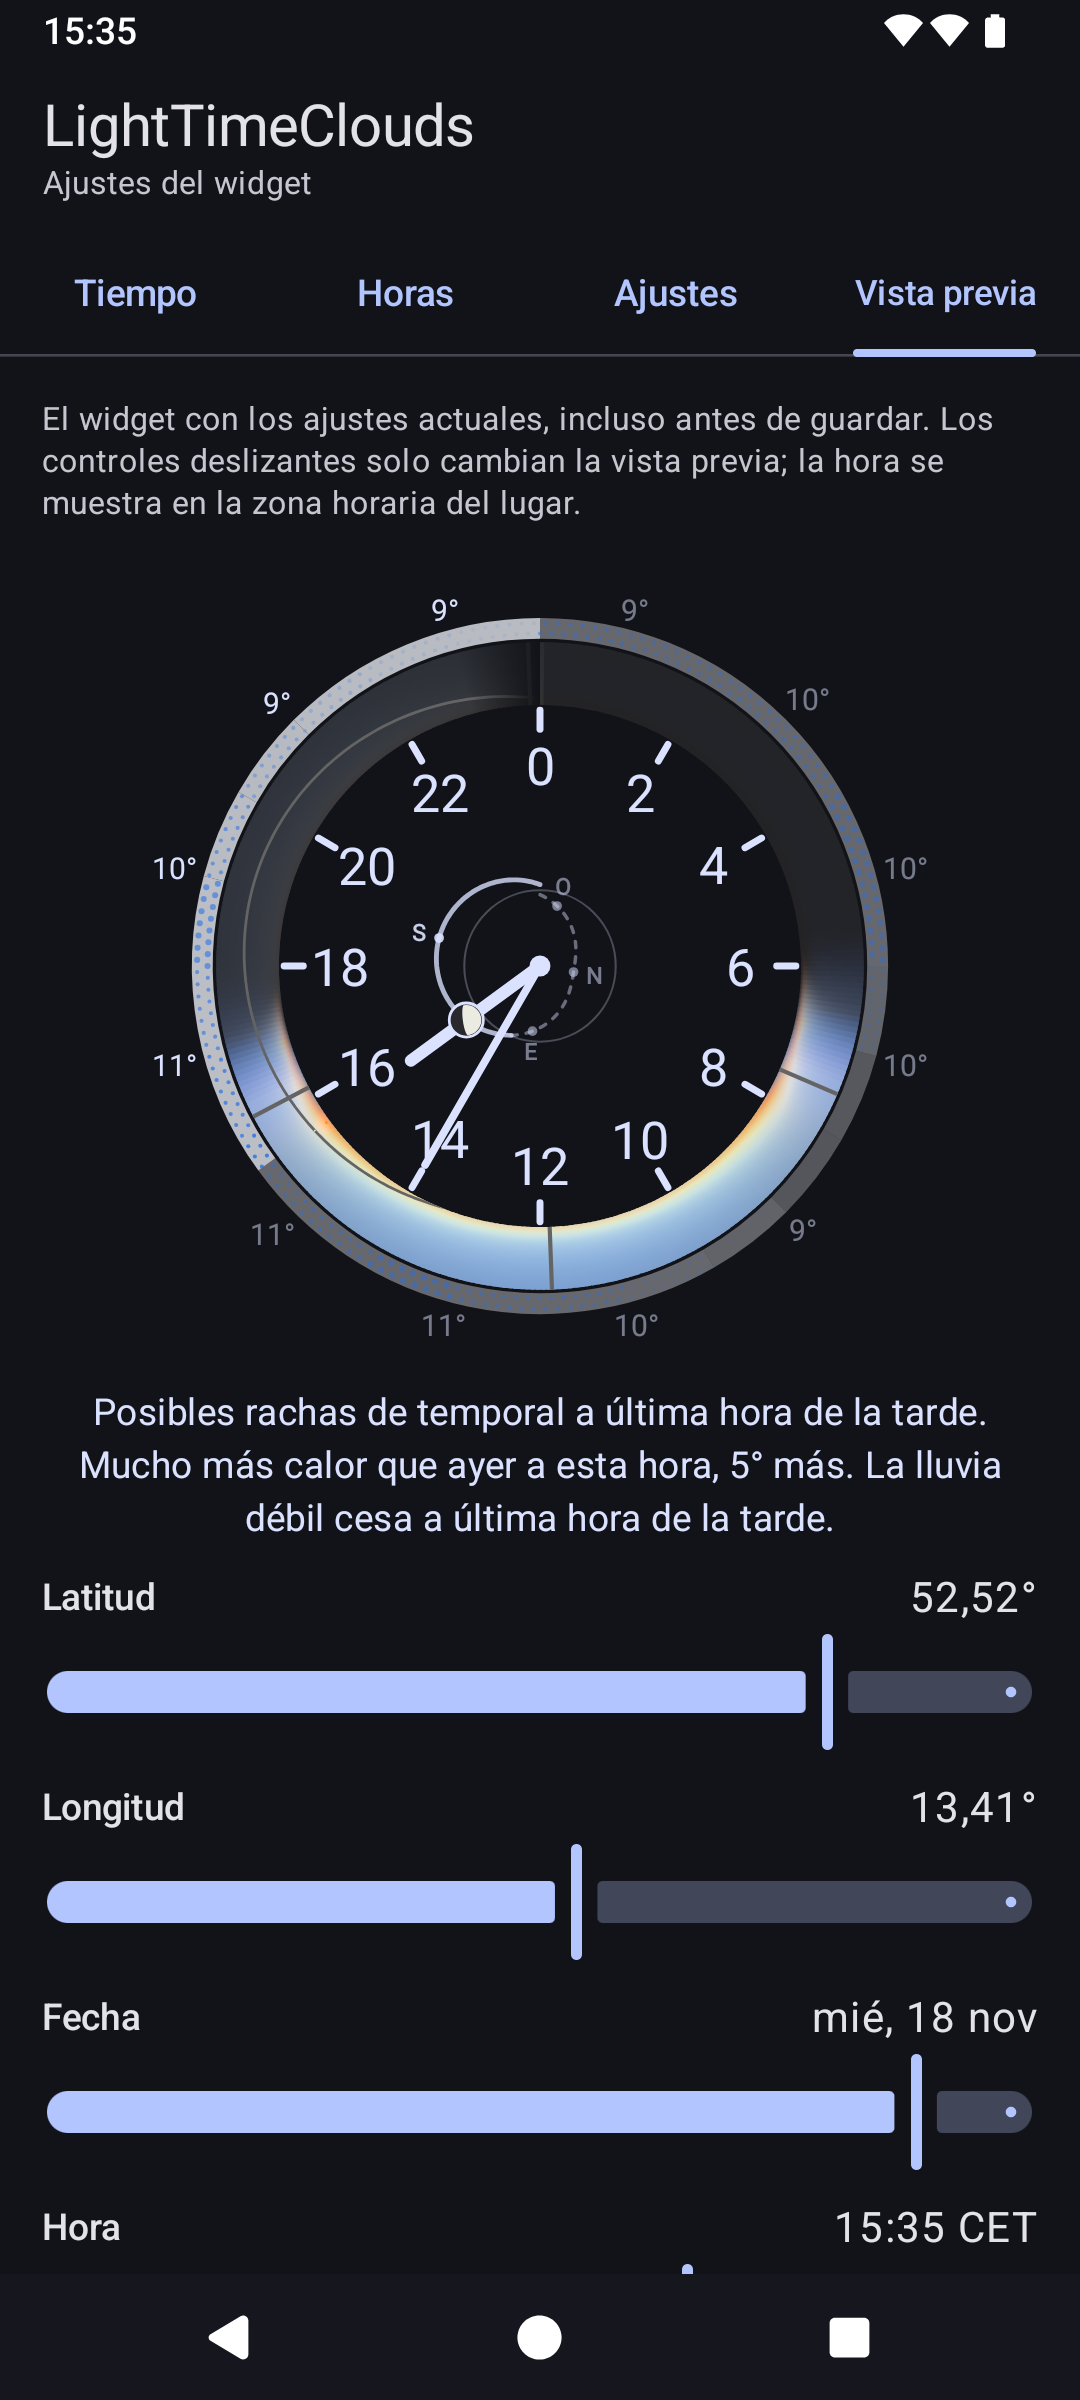 15:35
LightTimeClouds
Ajustes del widget
Tiempo
Horas
Ajustes
Vista previa
El widget con los ajustes actuales, incluso antes de guardar. Los
controles deslizantes solo cambian la vista previa; la hora se
muestra en la zona horaria del lugar.
9°
9°
9°
10°
10°
10°
11°
10°
11°
9°
11°
10°
0
22
2
20
4
18
6
16
8
14
10
12
O
S
N
E
Posibles rachas de temporal a última hora de la tarde.
Mucho más calor que ayer a esta hora, 5° más. La lluvia
débil cesa a última hora de la tarde.
Latitud
52,52°
Longitud
13,41°
Fecha
mié, 18 nov
Hora
15:35 CET